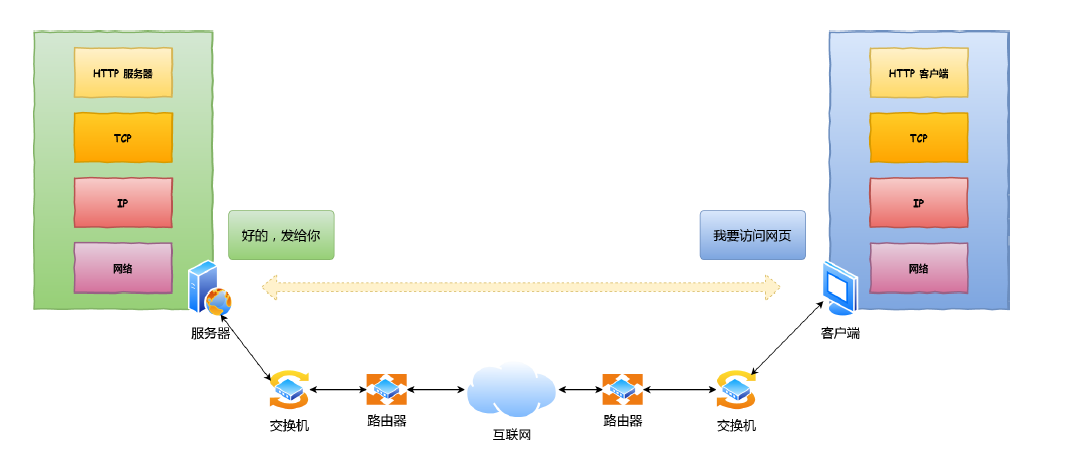 HTTP 服务器
TCP
IP
网络
服务器
好的，发给你
我要访问网页
HTTP 客户端
TCP
IP
网络
客户端
交换机
路由器
互联网
路由器
交换机